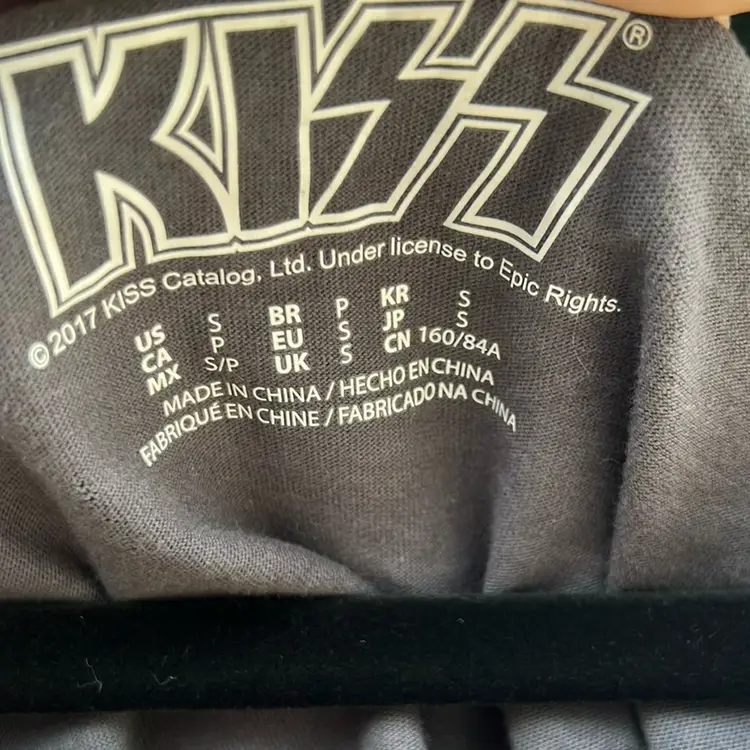 KISS®
©2017 KISS Catalog, Ltd. Under license to Epic Rights.
US S BR P KR S
CA P EU S JP S
MX S/P UK S CN 160/84A
MADE IN CHINA / HECHO EN CHINA
FABRIQUÉ EN CHINE / FABRICADO NA CHINA